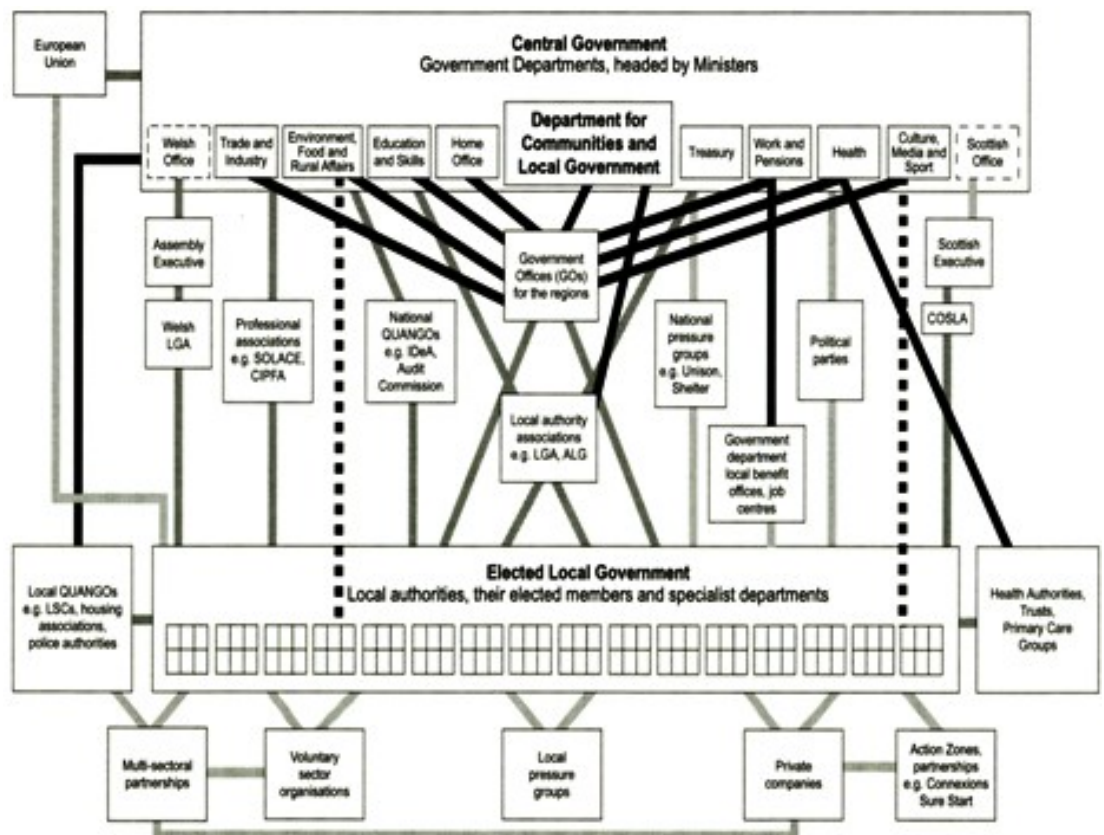 European
Union
Central Government
Government Departments, headed by Ministers
Welsh
Office
Trade and
Industry
Environment,
Food and
Rural Affairs
Education
and Skills
Home
Office
Department for
Communities and
Local Government
Treasury
Work and
Pensions
Health
Culture,
Media and
Sport
Scottish
Office
Assembly
Executive
Government
Offices (GOs)
for the regions
Scottish
Executive
Welsh
LGA
Professional
associations
e.g. SOLACE,
CIPFA
National
QUANGOs
e.g. IDeA,
Audit
Commission
National
pressure
groups
e.g. Unison,
Shelter
Political
parties
COSLA
Local authority
associations
e.g. LGA, ALG
Government
department
local benefit
offices, job
centres
Local QUANGOs
e.g. LSCs, housing
associations,
police authorities
Elected Local Government
Local authorities, their elected members and specialist departments
Health Authorities,
Trusts,
Primary Care
Groups
Multi-sectoral
partnerships
Voluntary
sector
organisations
Local
pressure
groups
Private
companies
Action Zones,
partnerships
e.g. Connexions
Sure Start